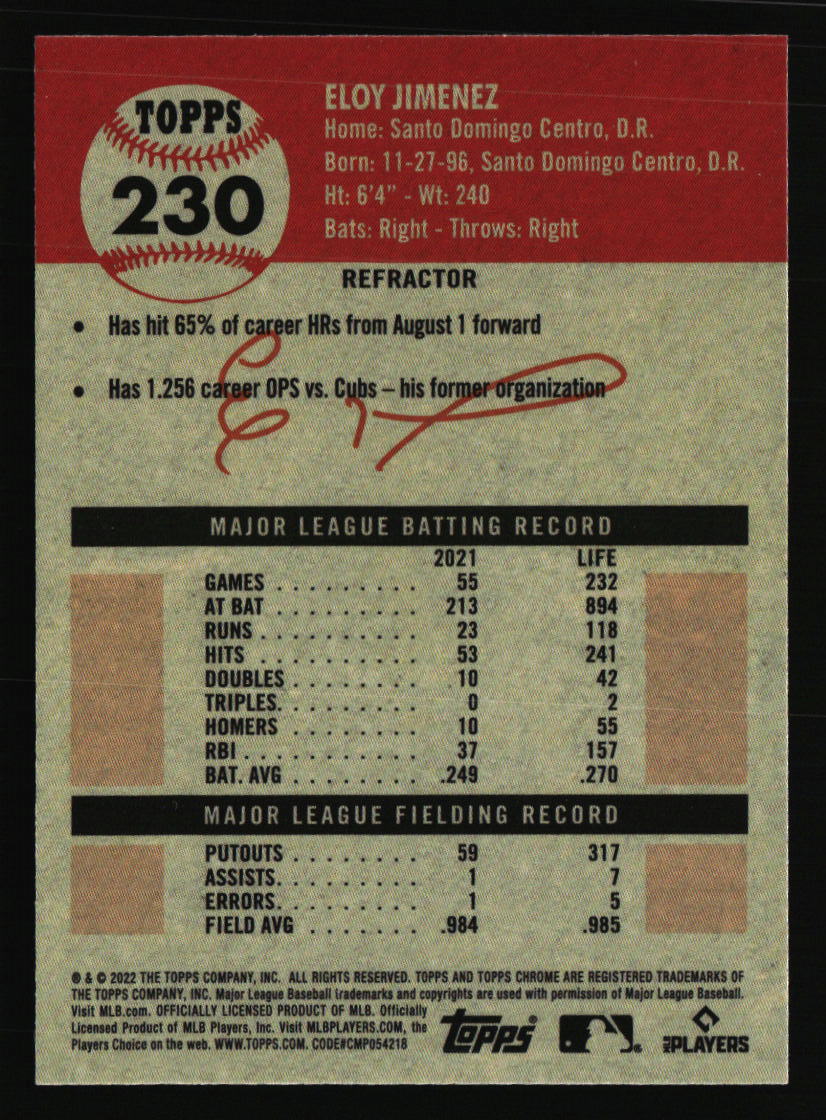 TOPPS
230
ELOY JIMENEZ
Home: Santo Domingo Centro, D.R.
Born: 11-27-96, Santo Domingo Centro, D.R.
Ht: 6'4" - Wt: 240
Bats: Right - Throws: Right
REFRACTOR
• Has hit 65% of career HRs from August 1 forward
• Has 1.256 career OPS vs. Cubs – his former organization
MAJOR LEAGUE BATTING RECORD
2021 LIFE
GAMES . . . . . . . . . 55 232
AT BAT . . . . . . . . . 213 894
RUNS . . . . . . . . . . 23 118
HITS . . . . . . . . . . 53 241
DOUBLES . . . . . . . . 10 42
TRIPLES. . . . . . . . . 0 2
HOMERS . . . . . . . . 10 55
RBI . . . . . . . . . . . 37 157
BAT. AVG . . . . . . . . .249 .270
MAJOR LEAGUE FIELDING RECORD
PUTOUTS . . . . . . . . 59 317
ASSISTS. . . . . . . . . 1 7
ERRORS. . . . . . . . . 1 5
FIELD AVG . . . . . . . .984 .985
® & © 2022 THE TOPPS COMPANY, INC. ALL RIGHTS RESERVED. TOPPS AND TOPPS CHROME ARE REGISTERED TRADEMARKS OF
THE TOPPS COMPANY, INC. Major League Baseball trademarks and copyrights are used with permission of Major League Baseball.
Visit MLB.com. OFFICIALLY LICENSED PRODUCT OF MLB. Officially
Licensed Product of MLB Players, Inc. Visit MLBPLAYERS.COM, the
Players Choice on the web. WWW.TOPPS.COM. CODE#CMP054218
Topps®
MLB PLAYERS